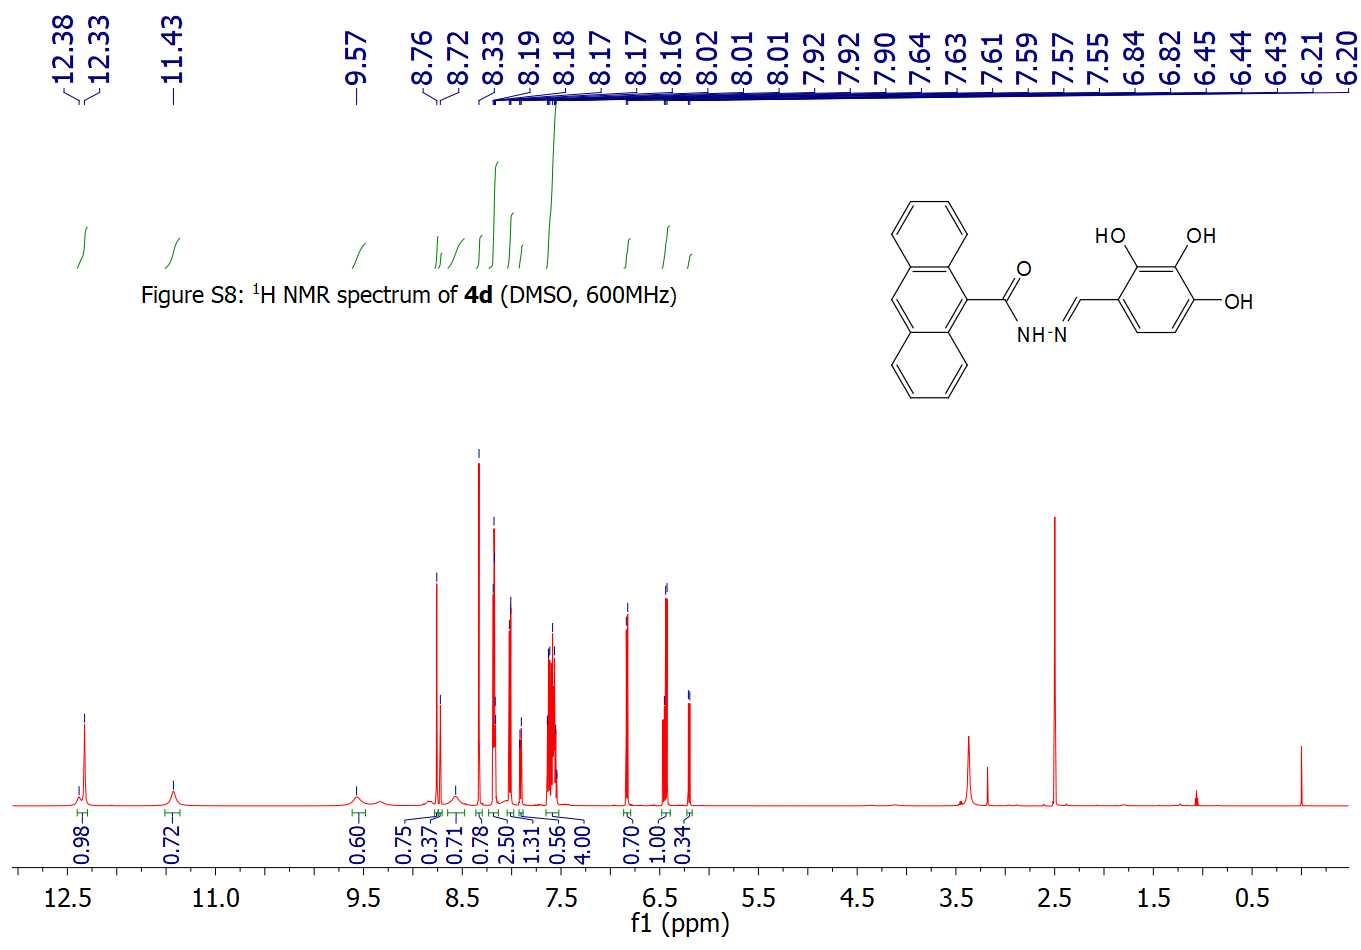 12.38 12.33 11.43 9.57 8.76 8.72 8.33 8.19 8.18 8.17 8.17 8.16 8.02 8.01 8.01 7.92 7.92 7.90 7.64 7.63 7.61 7.59 7.57 7.55 6.84 6.82 6.45 6.44 6.43 6.21 6.20
HO OH
O
OH
NH N
Figure S8: ¹H NMR spectrum of 4d (DMSO, 600MHz)
0.98 0.72 0.60 0.75 0.37 0.71 0.78 2.50 1.31 0.56 4.00 0.70 1.00 0.34
12.5 11.0 9.5 8.5 7.5 6.5 5.5 4.5 3.5 2.5 1.5 0.5
f1 (ppm)